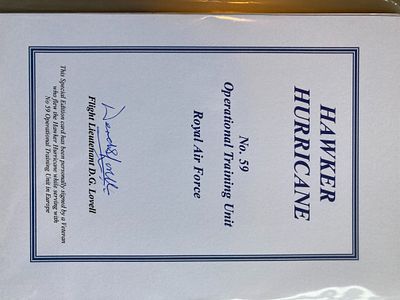 HAWKER
HURRICANE
No. 59
Operational Training Unit
Royal Air Force
Flight Lieutenant D.G. Lovell
This Special Edition card has been personally signed by a Veteran
who flew the Hawker Hurricane while serving with
No 59 Operational Training Unit in Europe